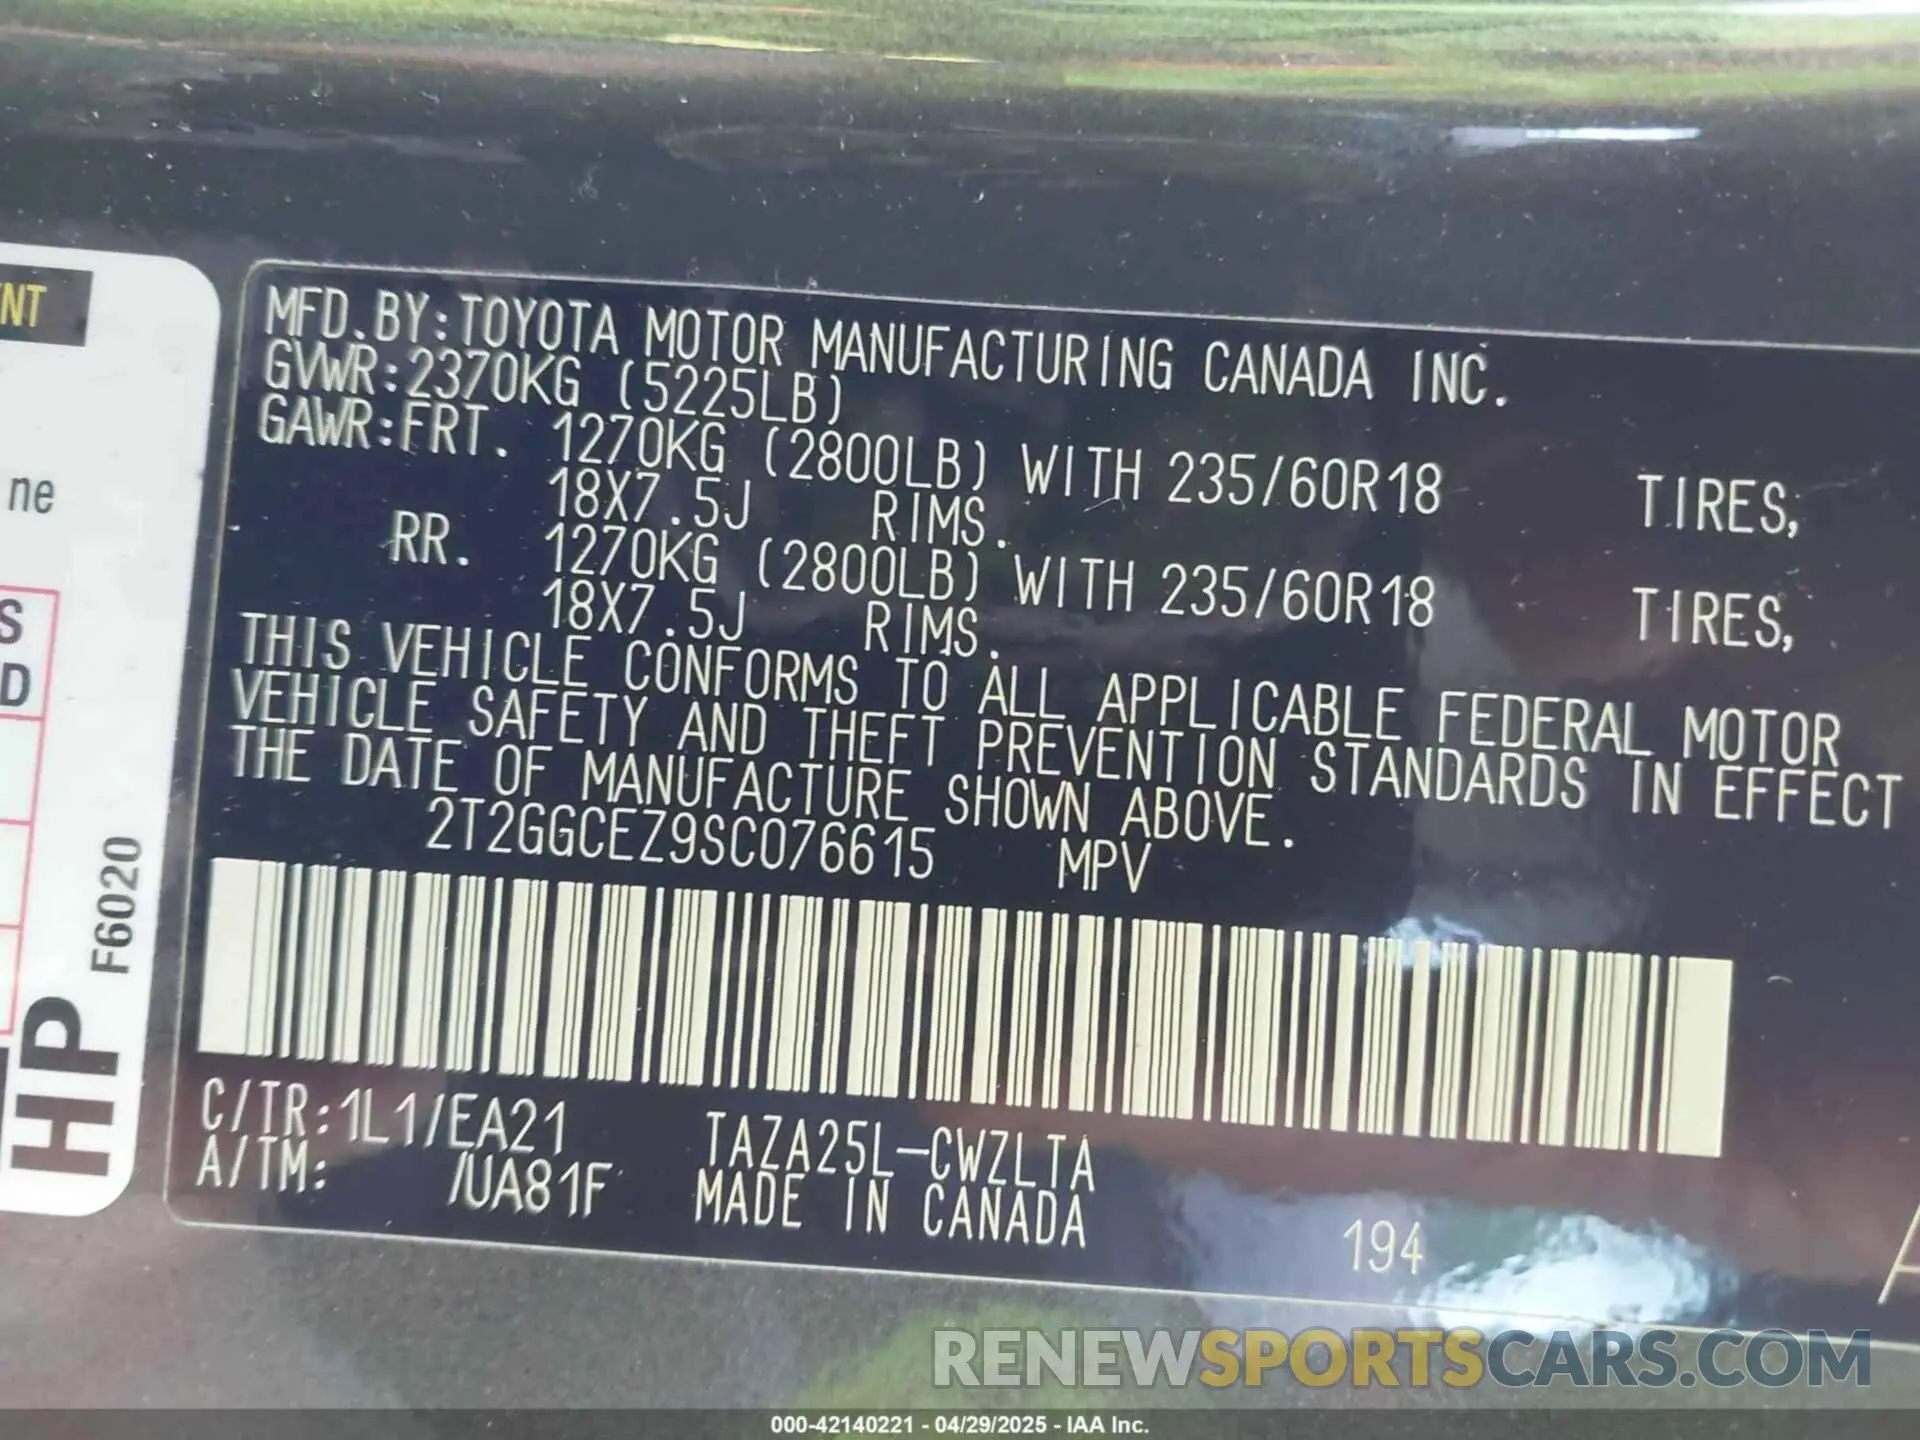 MFD.BY:TOYOTA MOTOR MANUFACTURING CANADA INC.
GVWR:2370KG (5225LB)
GAWR:FRT. 1270KG (2800LB) WITH 235/60R18 TIRES,
18X7.5J RIMS.
RR. 1270KG (2800LB) WITH 235/60R18 TIRES,
18X7.5J RIMS.
THIS VEHICLE CONFORMS TO ALL APPLICABLE FEDERAL MOTOR
VEHICLE SAFETY AND THEFT PREVENTION STANDARDS IN EFFECT
THE DATE OF MANUFACTURE SHOWN ABOVE.
2T2GGCEZ9SC076615 MPV
C/TR:1L1/EA21 TAZA25L-CWZLTA
A/TM: /UA81F MADE IN CANADA
194
NT
ne
S
D
F6020
HP
RENEWSPORTSCARS.COM
000-42140221 - 04/29/2025 - IAA Inc.